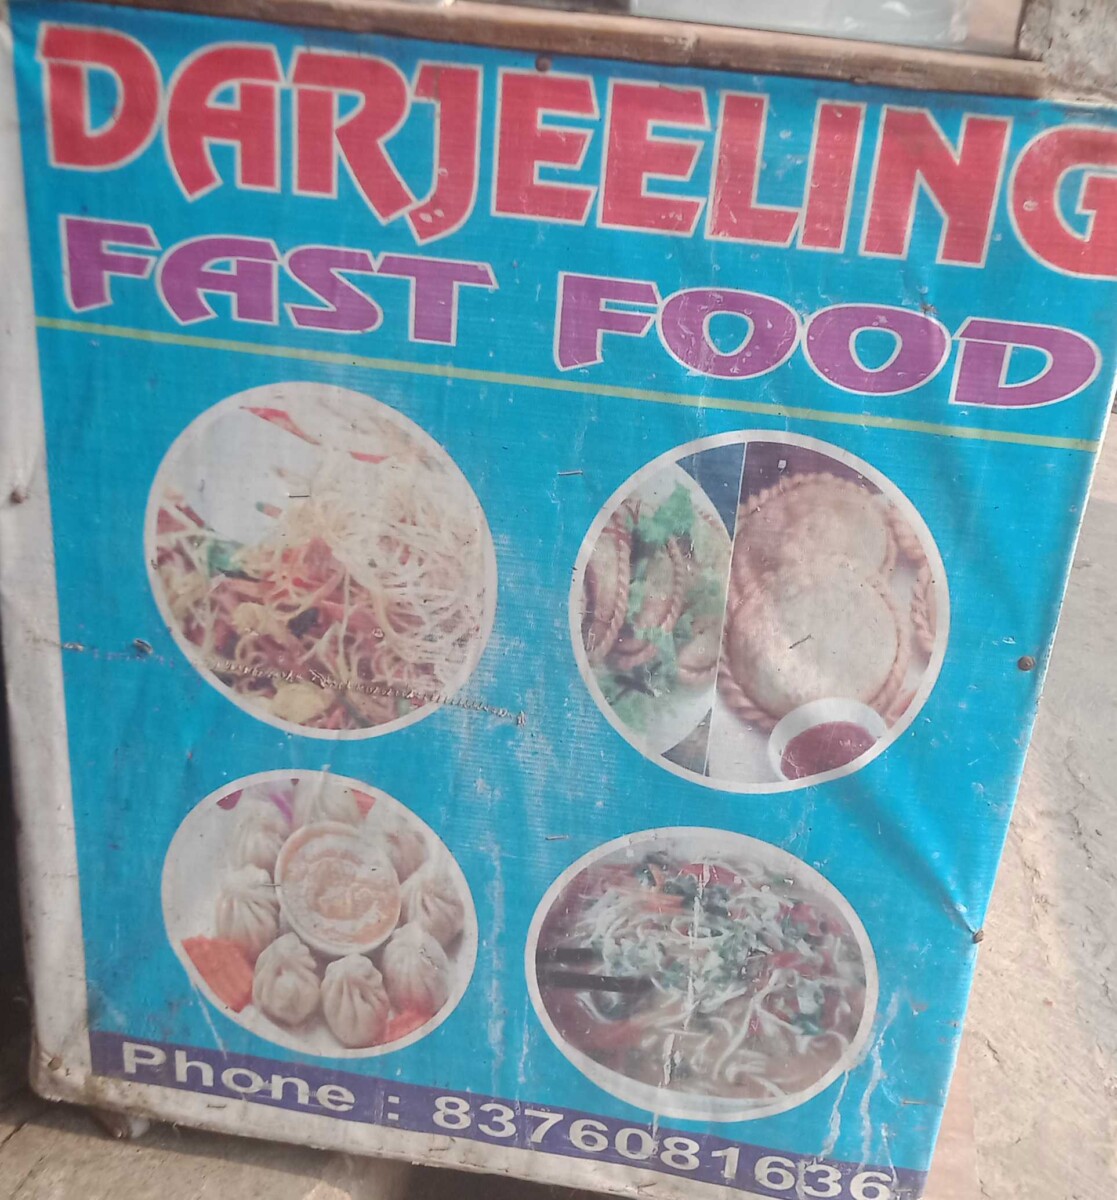 DARJEELING
FAST FOOD
Phone : 8376081636